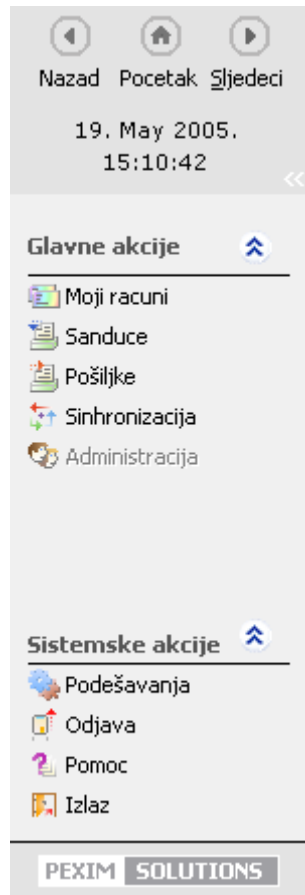 Nazad Pocetak Sljedeci
19. May 2005.
15:10:42
Glavne akcije
Moji racuni
Sanduce
Pošiljke
Sinhronizacija
Administracija
Sistemske akcije
Podešavanja
Odjava
Pomoc
Izlaz
PEXIM SOLUTIONS